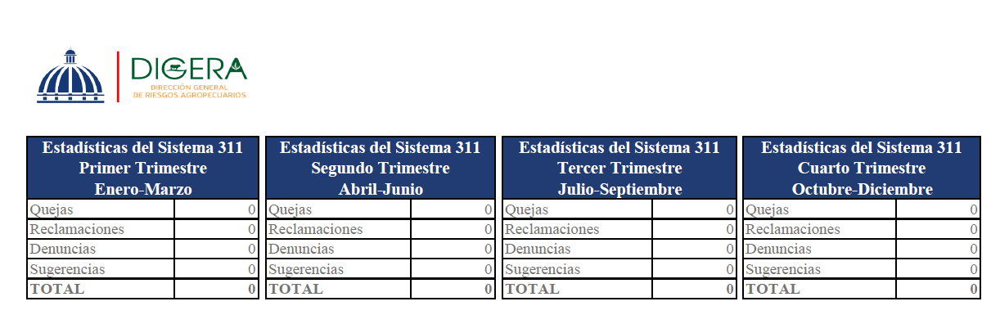 DIGERA
DIRECCIÓN GENERAL
DE RIESGOS AGROPECUARIOS
Estadísticas del Sistema 311
Primer Trimestre
Enero-Marzo
Quejas 0
Reclamaciones 0
Denuncias 0
Sugerencias 0
TOTAL 0
Estadísticas del Sistema 311
Segundo Trimestre
Abril-Junio
Quejas 0
Reclamaciones 0
Denuncias 0
Sugerencias 0
TOTAL 0
Estadísticas del Sistema 311
Tercer Trimestre
Julio-Septiembre
Quejas 0
Reclamaciones 0
Denuncias 0
Sugerencias 0
TOTAL 0
Estadísticas del Sistema 311
Cuarto Trimestre
Octubre-Diciembre
Quejas 0
Reclamaciones 0
Denuncias 0
Sugerencias 0
TOTAL 0